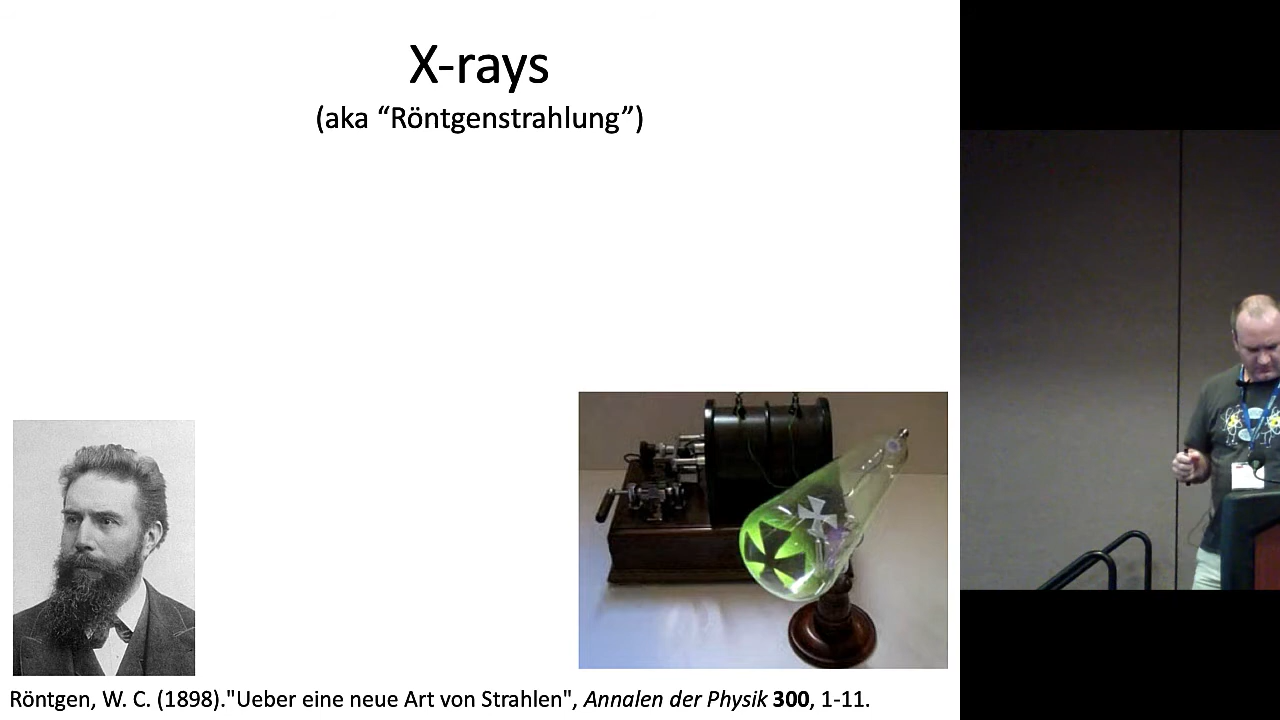 X-rays
(aka “Röntgenstrahlung”)
Röntgen, W. C. (1898)."Ueber eine neue Art von Strahlen", Annalen der Physik 300, 1-11.